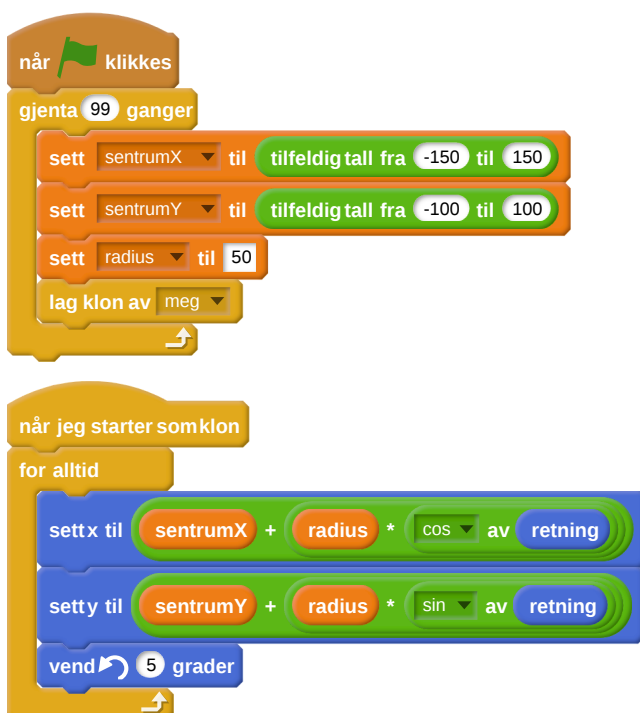 når klikkes
gjenta 99 ganger
sett sentrumX til tilfeldig tall fra -150 til 150
sett sentrumY til tilfeldig tall fra -100 til 100
sett radius til 50
lag klon av meg
når jeg starter som klon
for alltid
sett x til sentrumX + radius * cos av retning
sett y til sentrumY + radius * sin av retning
vend 5 grader